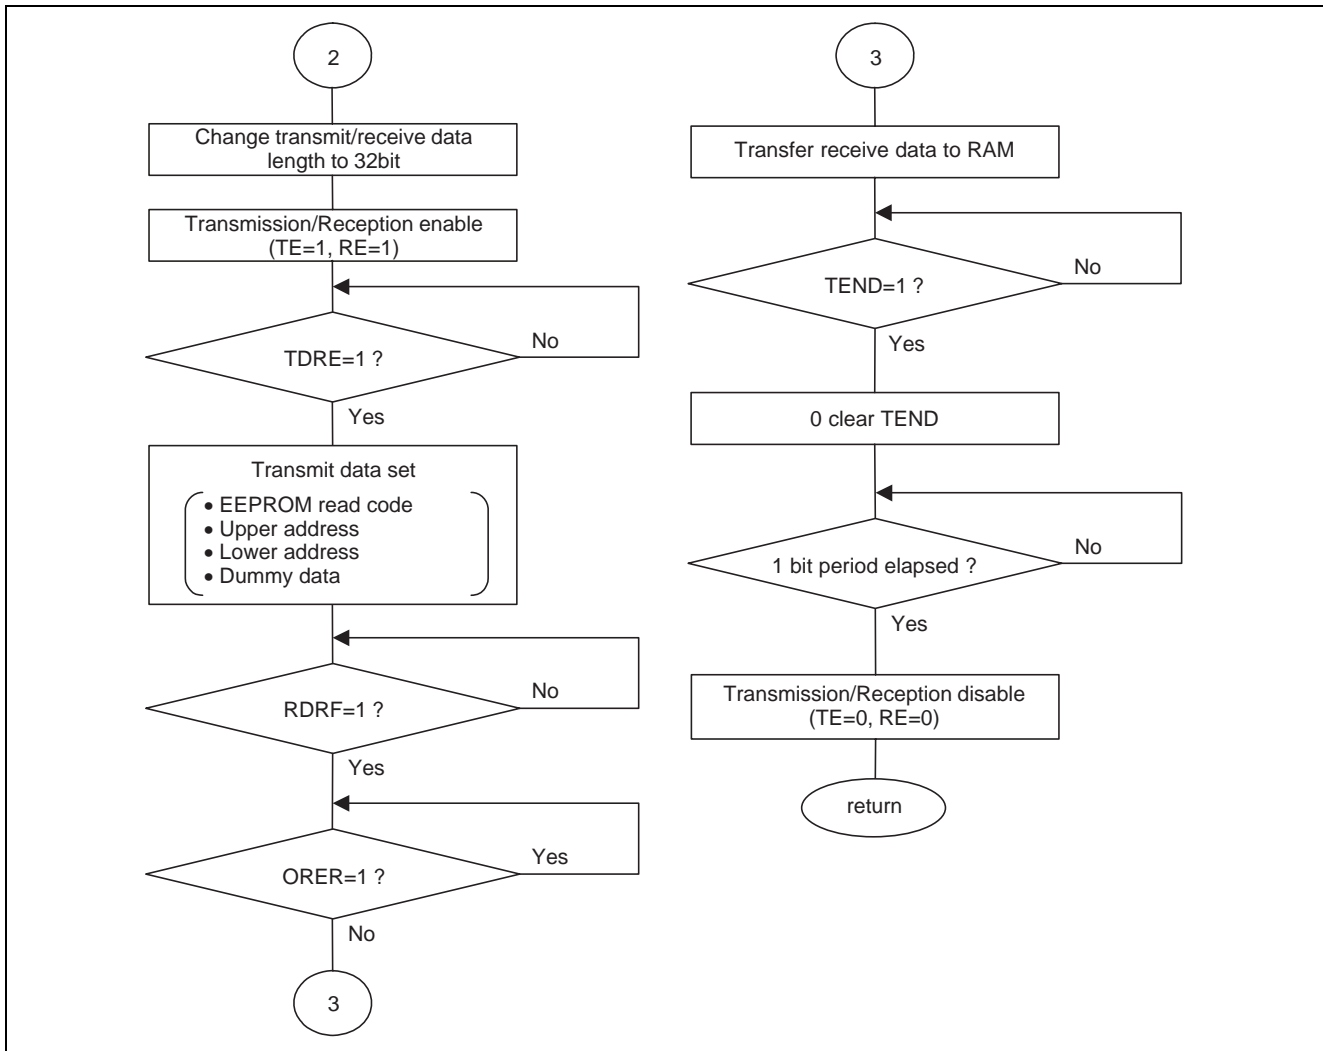 2
Change transmit/receive data
length to 32bit
Transmission/Reception enable
(TE=1, RE=1)
TDRE=1 ?
No
Yes
Transmit data set
• EEPROM read code
• Upper address
• Lower address
• Dummy data
RDRF=1 ?
No
Yes
ORER=1 ?
Yes
No
3
3
Transfer receive data to RAM
TEND=1 ?
No
Yes
0 clear TEND
1 bit period elapsed ?
No
Yes
Transmission/Reception disable
(TE=0, RE=0)
return